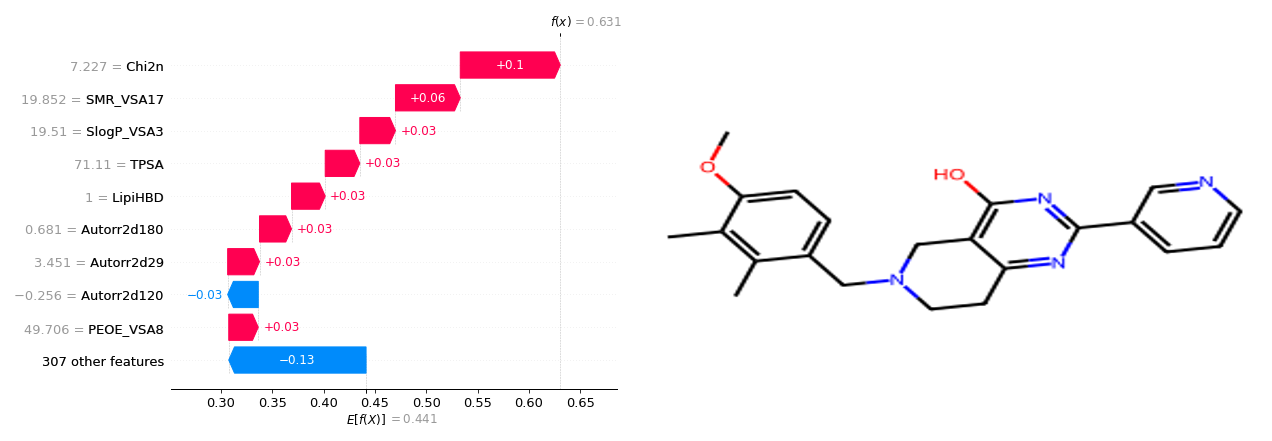 f(x) = 0.631
7.227 = Chi2n
+0.1
19.852 = SMR_VSA17
+0.06
19.51 = SlogP_VSA3
+0.03
71.11 = TPSA
+0.03
1 = LipiHBD
+0.03
0.681 = Autorr2d180
+0.03
3.451 = Autorr2d29
+0.03
−0.256 = Autorr2d120
−0.03
49.706 = PEOE_VSA8
+0.03
307 other features
−0.13
0.30 0.35 0.40 0.45 0.50 0.55 0.60 0.65
E[f(X)] = 0.441
O
HO
N
N
N
N